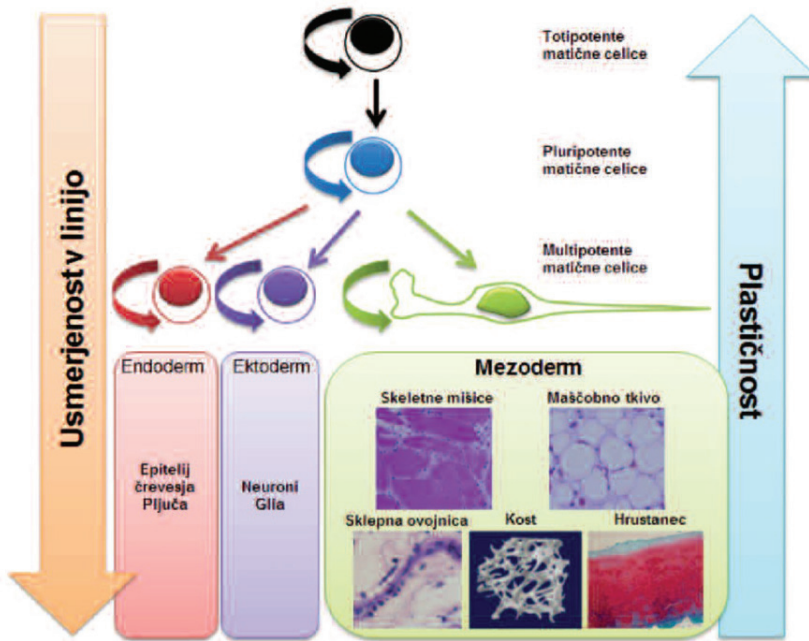 Totipotente
matične celice
Pluripotente
matične celice
Multipotente
matične celice
Usmerjenost v linijo
Plastičnost
Endoderm
Epitelij
črevesja
Pljuča
Ektoderm
Neuroni
Glia
Mezoderm
Skeletne mišice
Maščobno tkivo
Sklepna ovojnica
Kost
Hrustanec